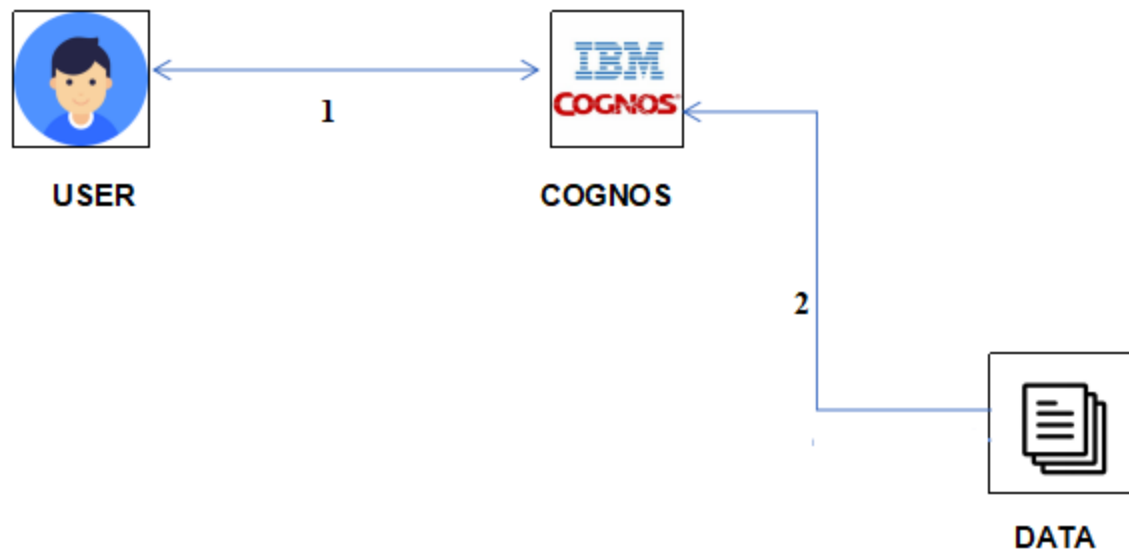 IBM
COGNOS
1
USER
COGNOS
2
DATA